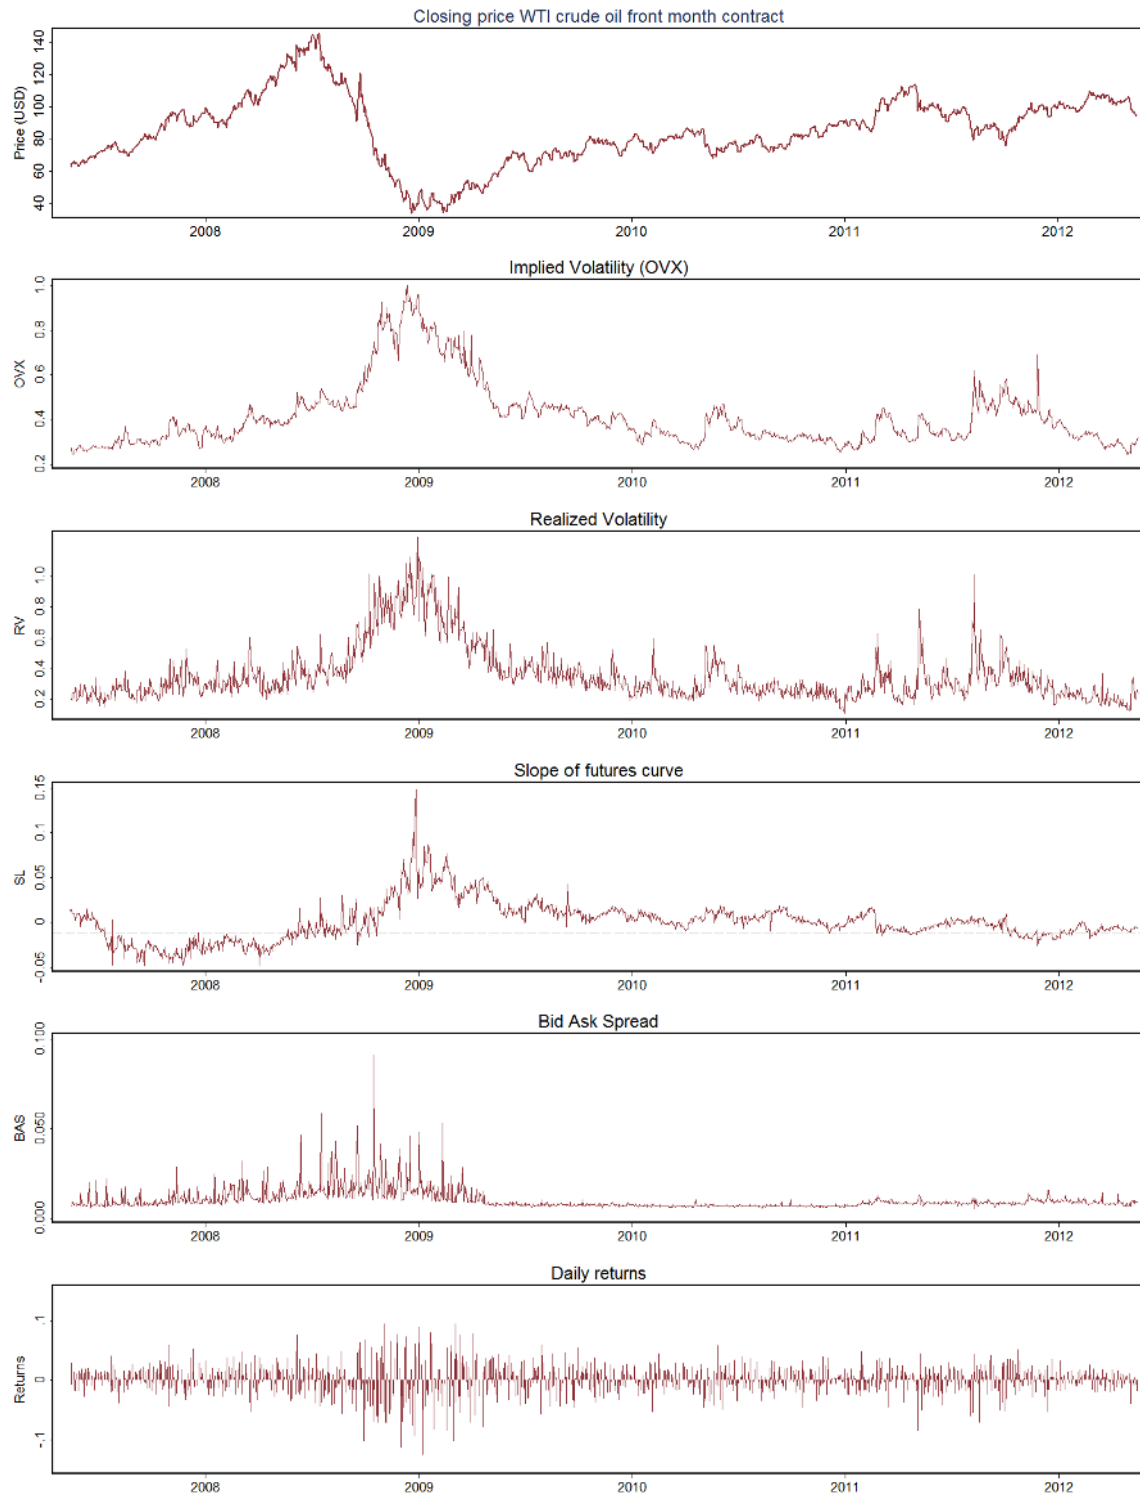 Closing price WTI crude oil front month contract
Price (USD)
140
120
100
80
60
40
2008 2009 2010 2011 2012
Implied Volatility (OVX)
OVX
1.0
0.8
0.6
0.4
0.2
2008 2009 2010 2011 2012
Realized Volatility
RV
1.0
0.8
0.6
0.4
0.2
2008 2009 2010 2011 2012
Slope of futures curve
SL
0.15
0.1
0.05
0
-0.05
2008 2009 2010 2011 2012
Bid Ask Spread
BAS
0.100
0.050
0.000
2008 2009 2010 2011 2012
Daily returns
Returns
.1
0
-.1
2008 2009 2010 2011 2012